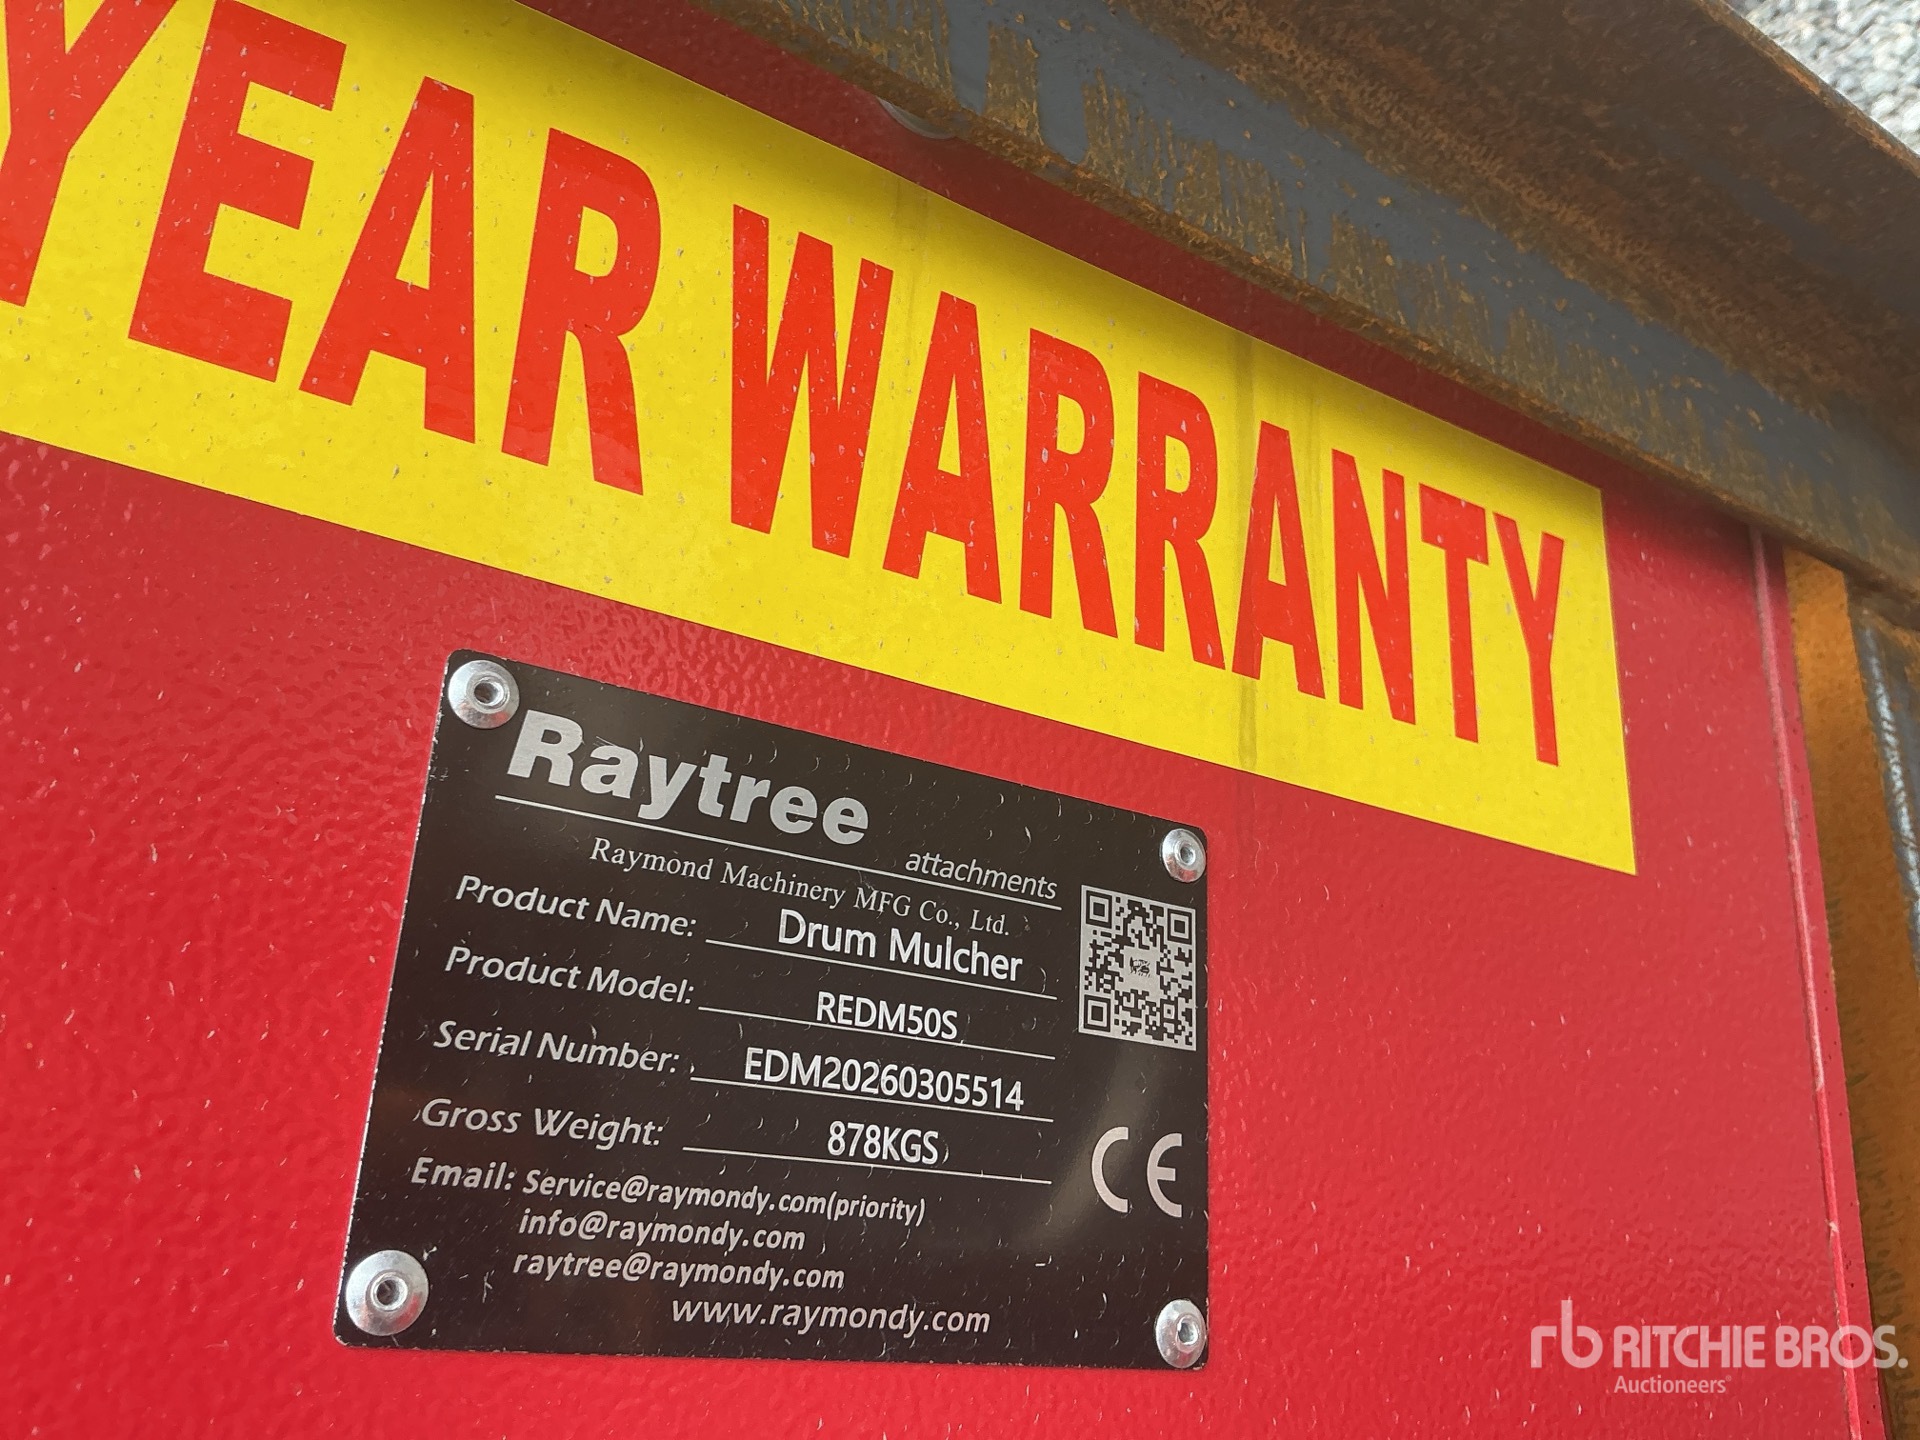 YEAR WARRANTY
Raytree
attachments
Raymond Machinery MFG Co., Ltd.
Product Name: Drum Mulcher
Product Model: REDM50S
Serial Number: EDM20260305514
Gross Weight: 878KGS
Email: Service@raymondy.com(priority)
info@raymondy.com
raytree@raymondy.com
www.raymondy.com
CE
rb RITCHIE BROS.
Auctioneers